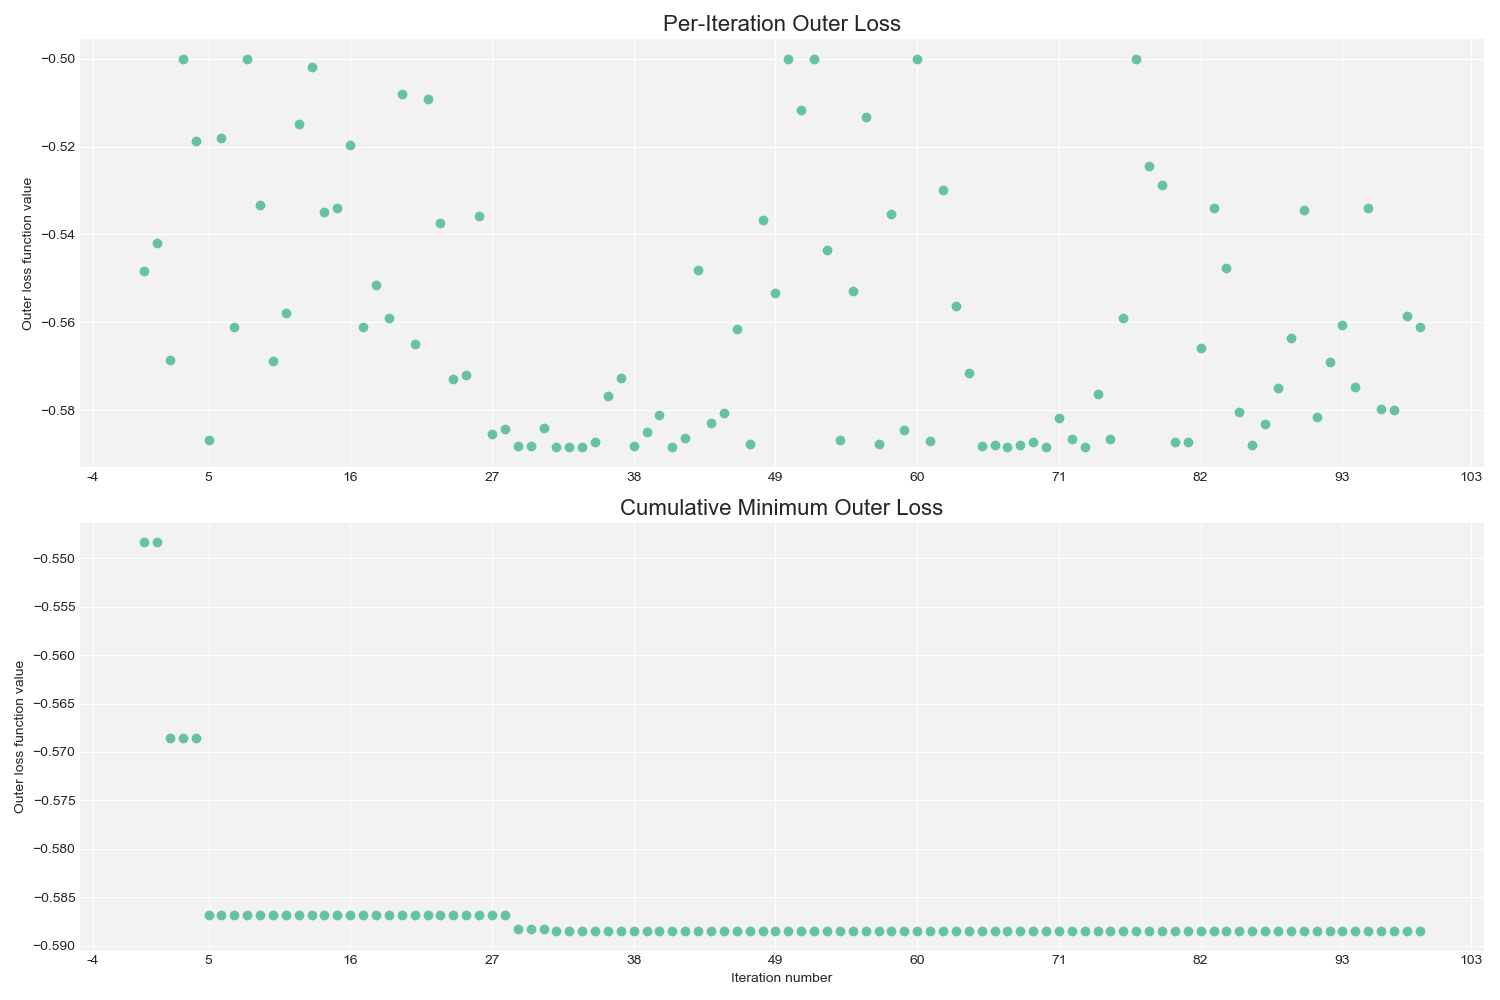 Per-Iteration Outer Loss
Outer loss function value
−0.50
−0.52
−0.54
−0.56
−0.58
-4 5 16 27 38 49 60 71 82 93 103
Cumulative Minimum Outer Loss
Outer loss function value
−0.550
−0.555
−0.560
−0.565
−0.570
−0.575
−0.580
−0.585
−0.590
-4 5 16 27 38 49 60 71 82 93 103
Iteration number